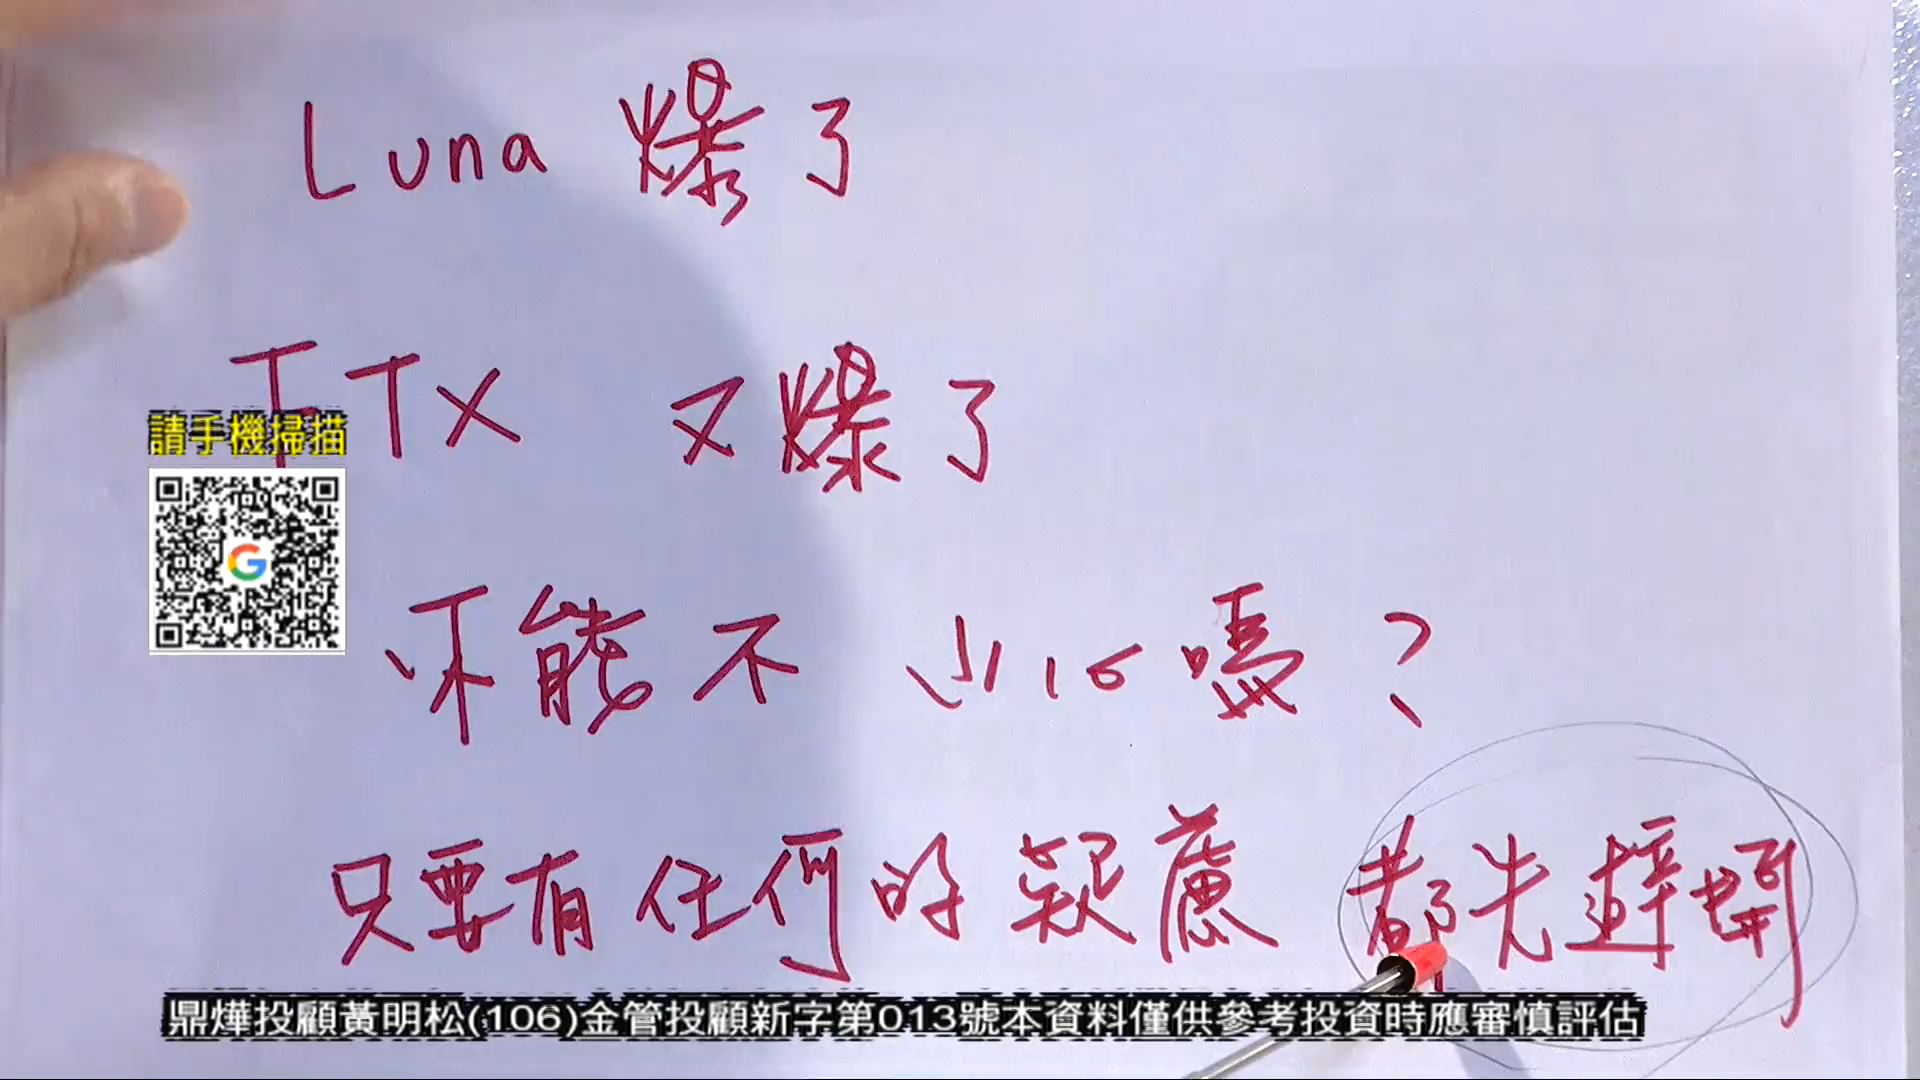 Luna 爆了
FTX 又爆了
請手機掃描
你能不小心嗎?
只要有任何的疑慮 都先避開
鼎燁投顧黃明松(106)金管投顧新字第013號本資料僅供參考投資時應審慎評估